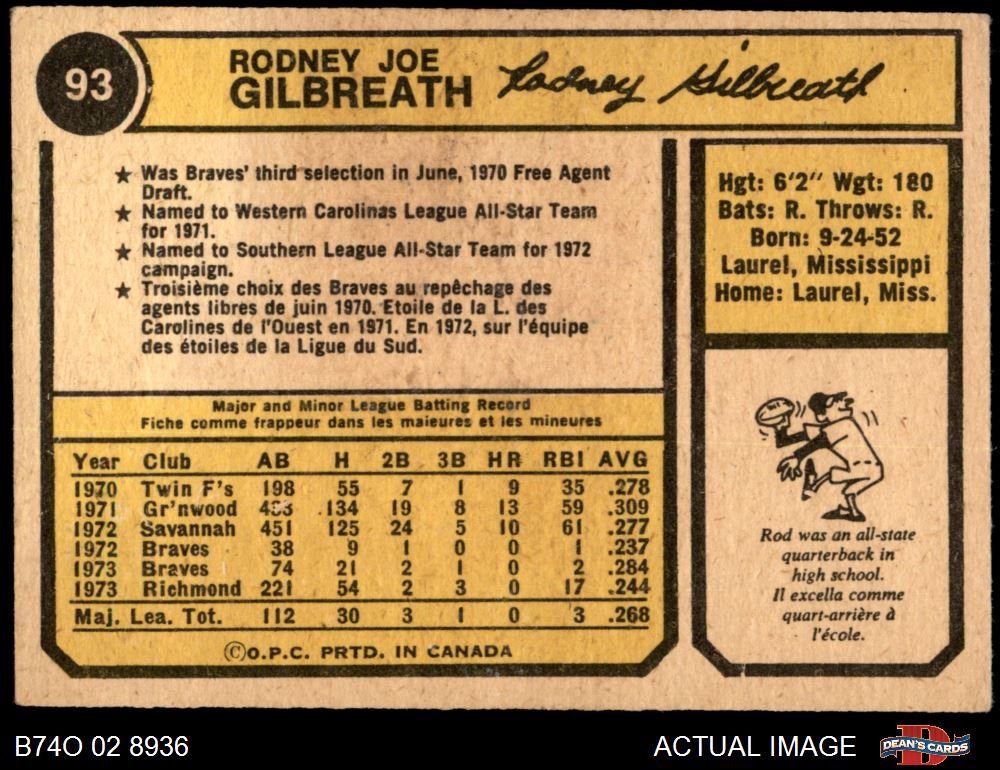 93
RODNEY JOE
GILBREATH
Rodney Gilbreath
★ Was Braves' third selection in June, 1970 Free Agent
Draft.
★ Named to Western Carolinas League All-Star Team
for 1971.
★ Named to Southern League All-Star Team for 1972
campaign.
★ Troisième choix des Braves au repêchage des
agents libres de juin 1970. Etoile de la L. des
Carolines de l'Ouest en 1971. En 1972, sur l'équipe
des étoiles de la Ligue du Sud.
Hgt: 6'2" Wgt: 180
Bats: R. Throws: R.
Born: 9-24-52
Laurel, Mississippi
Home: Laurel, Miss.
Major and Minor League Batting Record
Fiche comme frappeur dans les maieures et les mineures
Year Club AB H 2B 3B HR RBI AVG
1970 Twin F's 198 55 7 1 9 35 .278
1971 Gr'nwood 134 19 8 13 59 .309
1972 Savannah 451 125 24 5 10 61 .277
1972 Braves 38 9 1 0 0 1 .237
1973 Braves 74 21 2 1 0 2 .284
1973 Richmond 221 54 2 3 0 17 .244
Maj. Lea. Tot. 112 30 3 1 0 3 .268
©O.P.C. PRTD. IN CANADA
Rod was an all-state
quarterback in
high school.
Il excella comme
quart-arrière à
l'école.
B74O 02 8936
ACTUAL IMAGE
D
DEAN'S CARDS